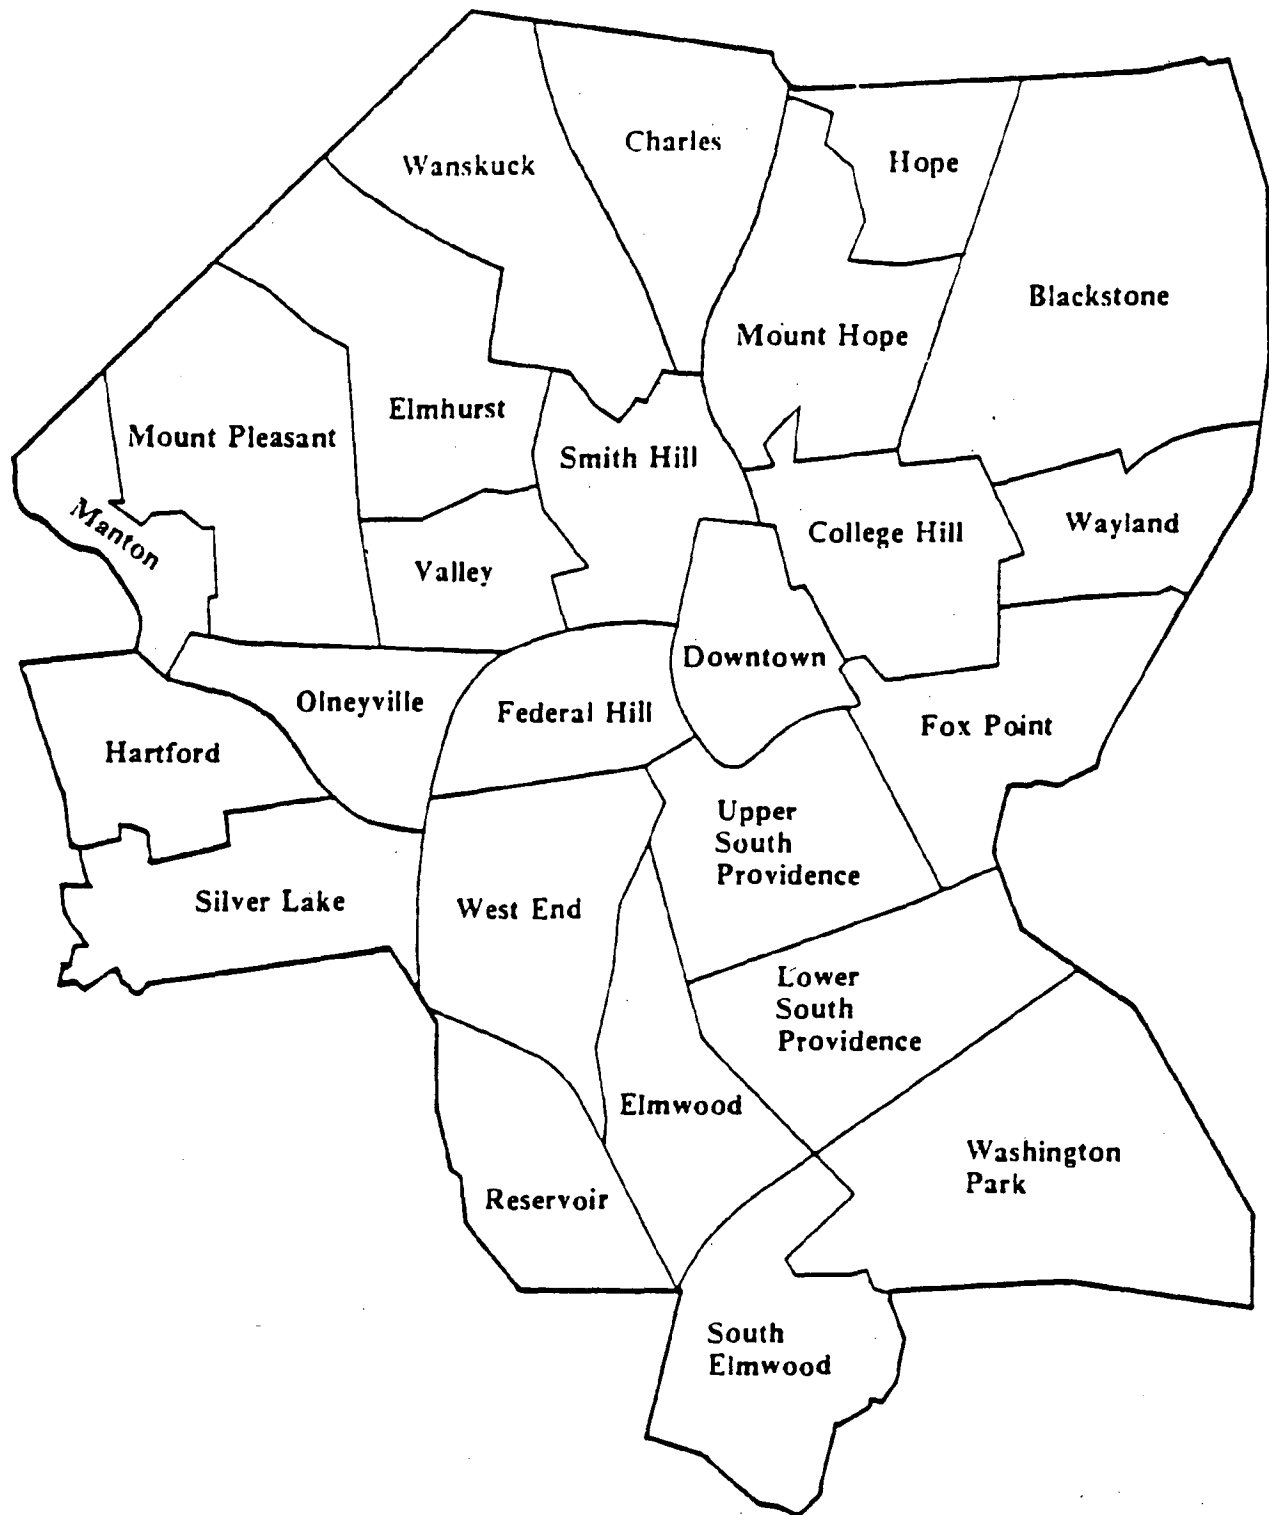 Charles
Wanskuck
Hope
Blackstone
Mount Hope
Elmhurst
Mount Pleasant
Smith Hill
Manton
College Hill
Wayland
Valley
Downtown
Olneyville
Federal Hill
Fox Point
Hartford
Upper
South
Providence
Silver Lake
West End
Lower
South
Providence
Elmwood
Washington
Park
Reservoir
South
Elmwood